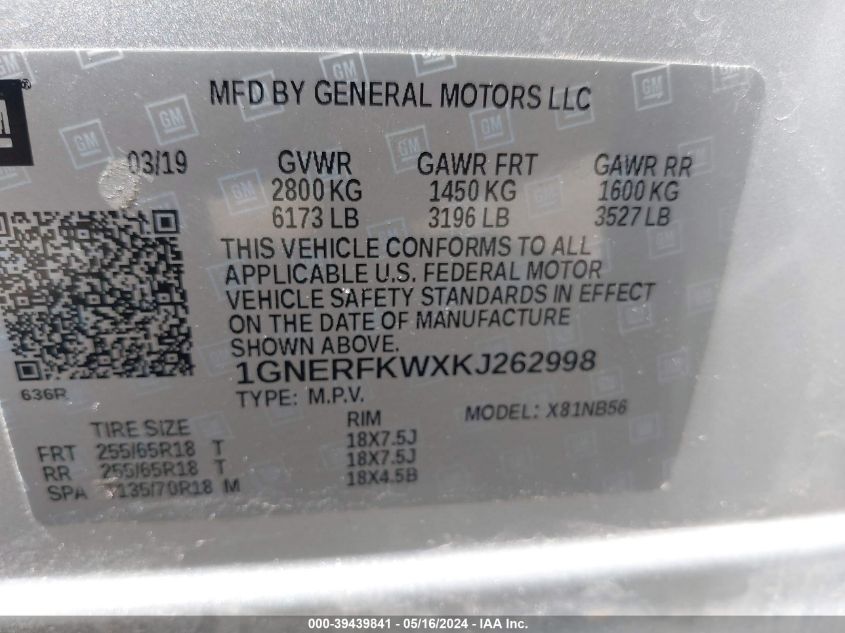 GM
MFD BY GENERAL MOTORS LLC
03/19 GVWR GAWR FRT GAWR RR
2800 KG 1450 KG 1600 KG
6173 LB 3196 LB 3527 LB
THIS VEHICLE CONFORMS TO ALL
APPLICABLE U.S. FEDERAL MOTOR
VEHICLE SAFETY STANDARDS IN EFFECT
ON THE DATE OF MANUFACTURE
SHOWN ABOVE.
1GNERFKWXKJ262998
636R TYPE: M.P.V. MODEL: X81NB56
TIRE SIZE RIM
FRT 255/65R18 T 18X7.5J
RR 255/65R18 T 18X7.5J
SPA T135/70R18 M 18X4.5B
000-39439841 - 05/16/2024 - IAA Inc.